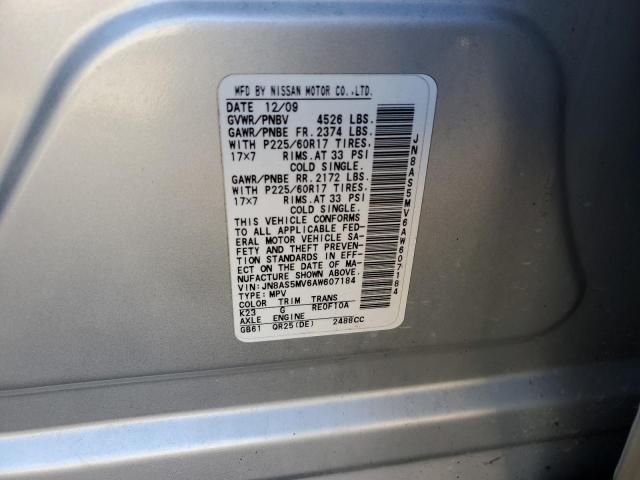 MFD BY NISSAN MOTOR CO.,LTD.
DATE 12/09
GVWR/PNBV 4526 LBS.
GAWR/PNBE FR. 2374 LBS.
WITH P225/60R17 TIRES.
17×7 RIMS.AT 33 PSI
COLD SINGLE.
GAWR/PNBE RR. 2172 LBS.
WITH P225/60R17 TIRES.
17×7 RIMS.AT 33 PSI
COLD SINGLE.
THIS VEHICLE CONFORMS
TO ALL APPLICABLE FED-
ERAL MOTOR VEHICLE SA-
FETY AND THEFT PREVEN-
TION STANDARDS IN EFF-
ECT ON THE DATE OF MA-
NUFACTURE SHOWN ABOVE.
VIN: JN8AS5MV6AW607184
TYPE: MPV
COLOR TRIM TRANS
K23 G RE0F10A
AXLE ENGINE
GB61 QR25(DE) 2488CC
JN8AS5MV6AW607184